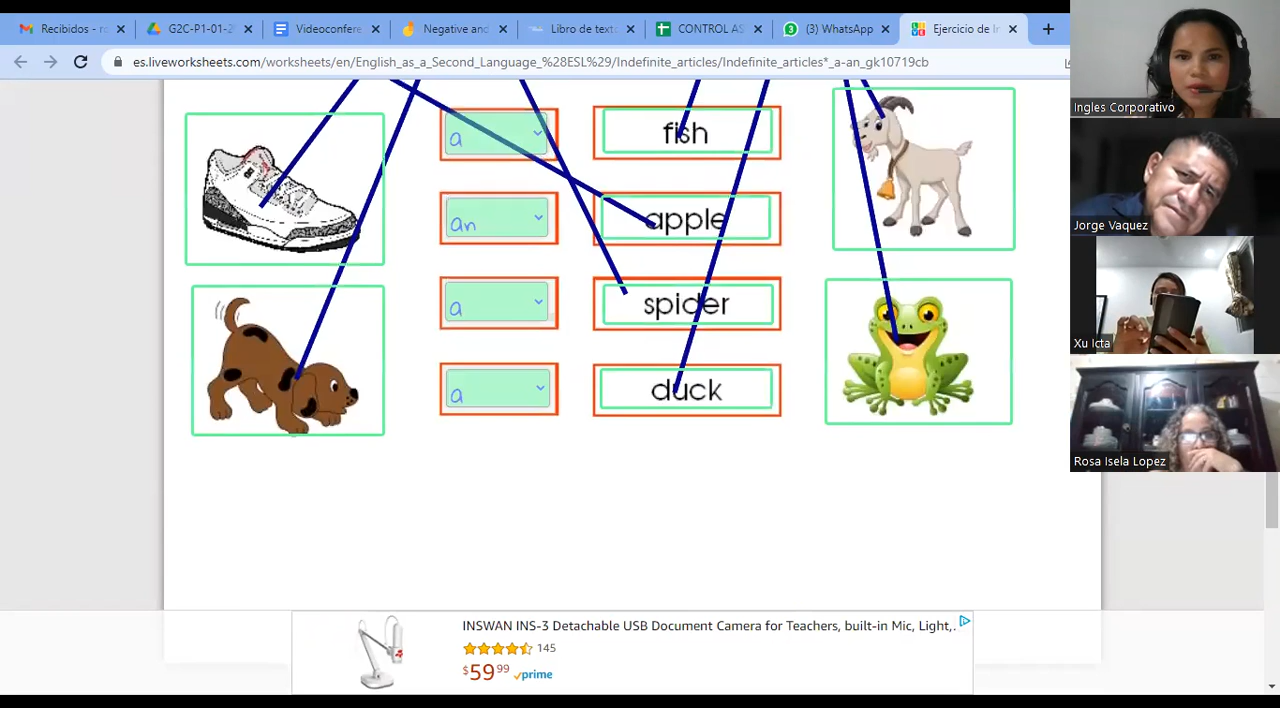 Recibidos - ro
G2C-P1-01-2
Videoconfere
Negative and
Libro de texto
CONTROL AS
(3) WhatsApp
Ejercicio de In
es.liveworksheets.com/worksheets/en/English_as_a_Second_Language_%28ESL%29/Indefinite_articles/Indefinite_articles*_a-an_gk10719cb
a fish
an apple
a spider
a duck
INSWAN INS-3 Detachable USB Document Camera for Teachers, built-in Mic, Light,.
145
$59 99 prime
Ingles Corporativo
Jorge Vaquez
Xu Icta
Rosa Isela Lopez